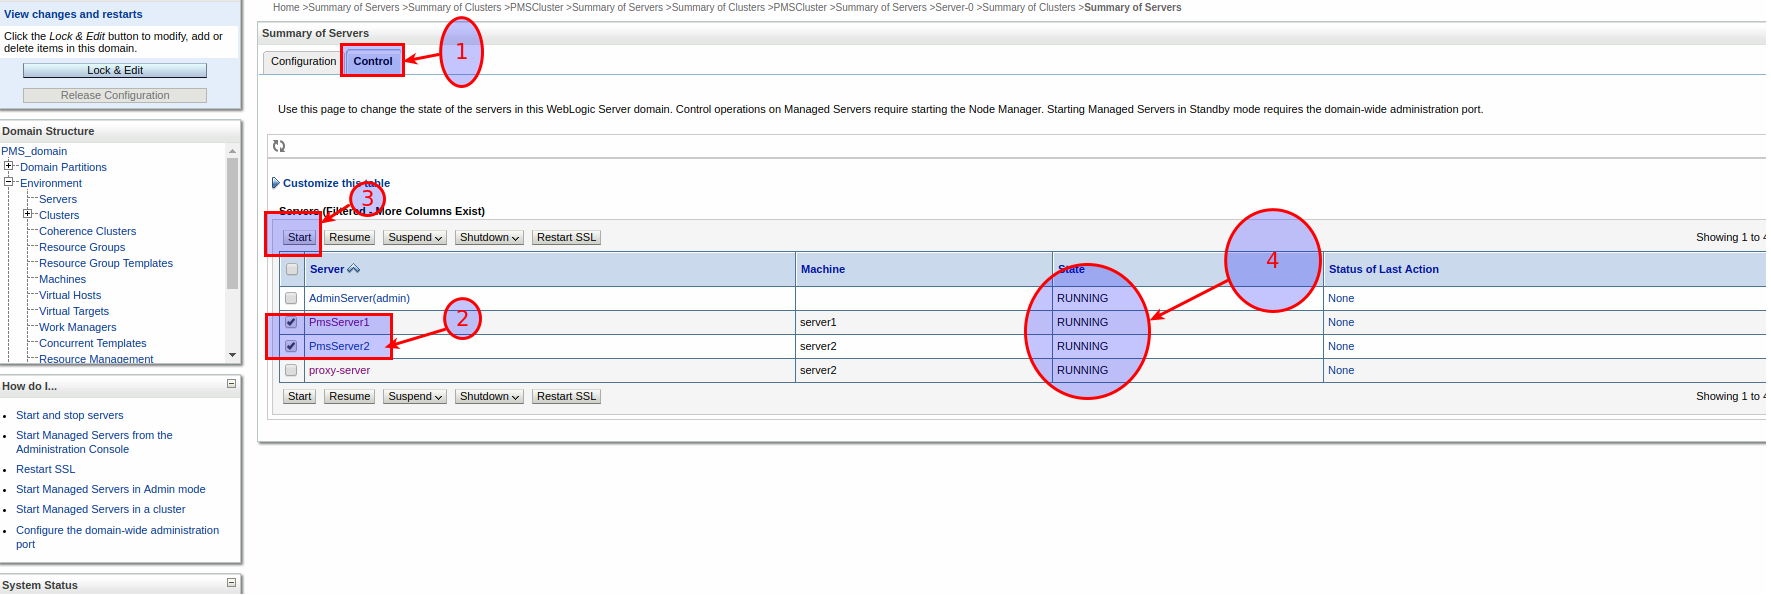 Home >Summary of Servers >Summary of Clusters >PMSCluster >Summary of Servers >Summary of Clusters >PMSCluster >Summary of Servers >Server-0 >Summary of Clusters >Summary of Servers
View changes and restarts
Click the Lock & Edit button to modify, add or
delete items in this domain.
Lock & Edit
Release Configuration
Domain Structure
PMS_domain
Domain Partitions
Environment
Servers
Clusters
Coherence Clusters
Resource Groups
Resource Group Templates
Machines
Virtual Hosts
Virtual Targets
Work Managers
Concurrent Templates
Resource Management
How do I...
Start and stop servers
Start Managed Servers from the
Administration Console
Restart SSL
Start Managed Servers in Admin mode
Start Managed Servers in a cluster
Configure the domain-wide administration
port
System Status
Summary of Servers
Configuration Control
1
Use this page to change the state of the servers in this WebLogic Server domain. Control operations on Managed Servers require starting the Node Manager. Starting Managed Servers in Standby mode requires the domain-wide administration port.
Customize this table
3
Servers (Filtered - More Columns Exist)
Start Resume Suspend Shutdown Restart SSL Showing 1 to 4
4
Server Machine State Status of Last Action
AdminServer(admin) RUNNING None
PmsServer1 server1 RUNNING None
2
PmsServer2 server2 RUNNING None
proxy-server server2 RUNNING None
Start Resume Suspend Shutdown Restart SSL Showing 1 to 4